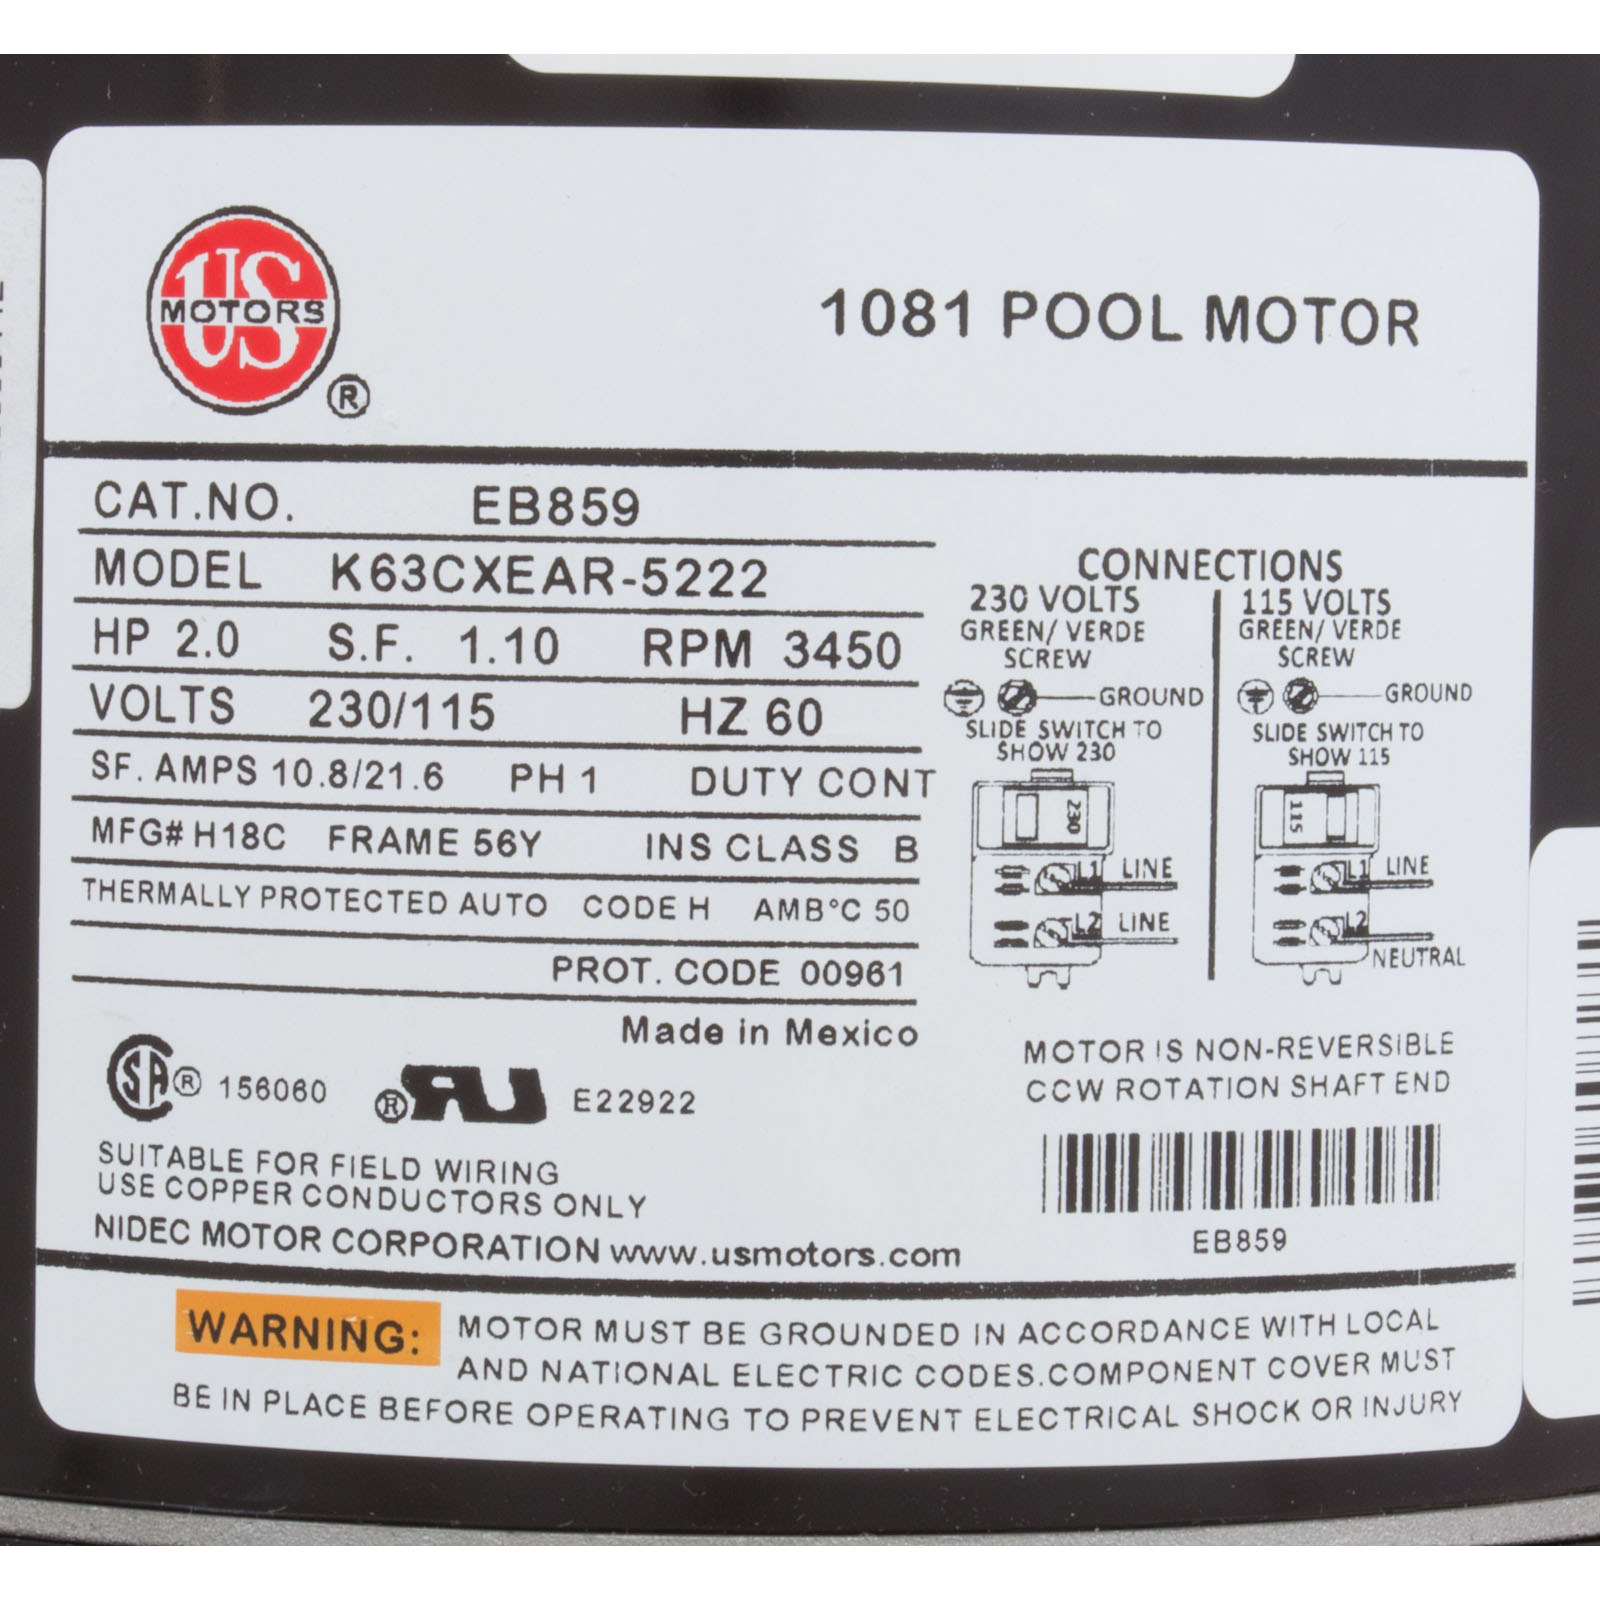 US
MOTORS
®
1081 POOL MOTOR
CAT.NO. EB859
MODEL K63CXEAR-5222
HP 2.0 S.F. 1.10 RPM 3450
VOLTS 230/115 HZ 60
SF. AMPS 10.8/21.6 PH 1 DUTY CONT
MFG# H18C FRAME 56Y INS CLASS B
THERMALLY PROTECTED AUTO CODE H AMB°C 50
PROT. CODE 00961
Made in Mexico
CONNECTIONS
230 VOLTS
GREEN/ VERDE
SCREW
GROUND
SLIDE SWITCH TO
SHOW 230
230
L1 LINE
L2 LINE
115 VOLTS
GREEN/ VERDE
SCREW
GROUND
SLIDE SWITCH TO
SHOW 115
115
L1 LINE
L2
NEUTRAL
MOTOR IS NON-REVERSIBLE
CCW ROTATION SHAFT END
SA ® 156060 ® RU E22922
SUITABLE FOR FIELD WIRING
USE COPPER CONDUCTORS ONLY
NIDEC MOTOR CORPORATION www.usmotors.com
EB859
WARNING: MOTOR MUST BE GROUNDED IN ACCORDANCE WITH LOCAL
AND NATIONAL ELECTRIC CODES.COMPONENT COVER MUST
BE IN PLACE BEFORE OPERATING TO PREVENT ELECTRICAL SHOCK OR INJURY